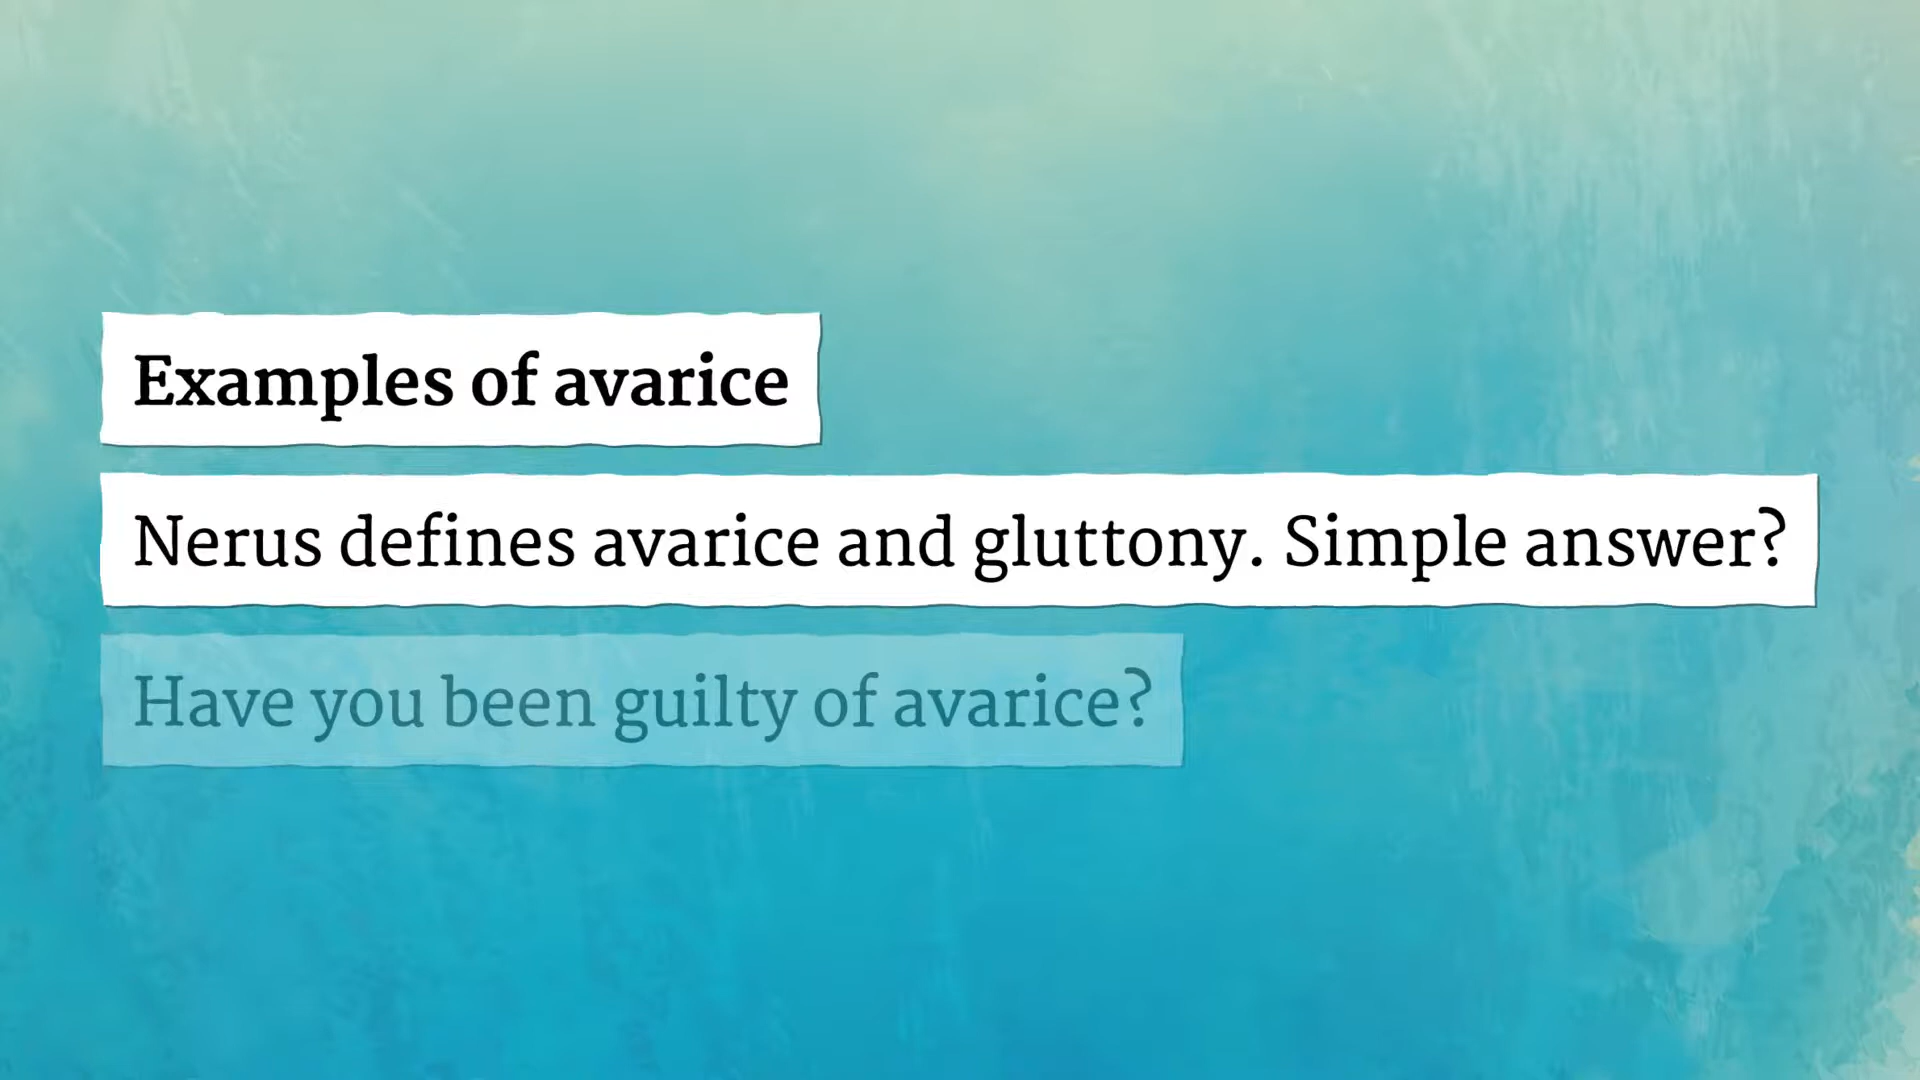 Examples of avarice
Nerus defines avarice and gluttony. Simple answer?
Have you been guilty of avarice?